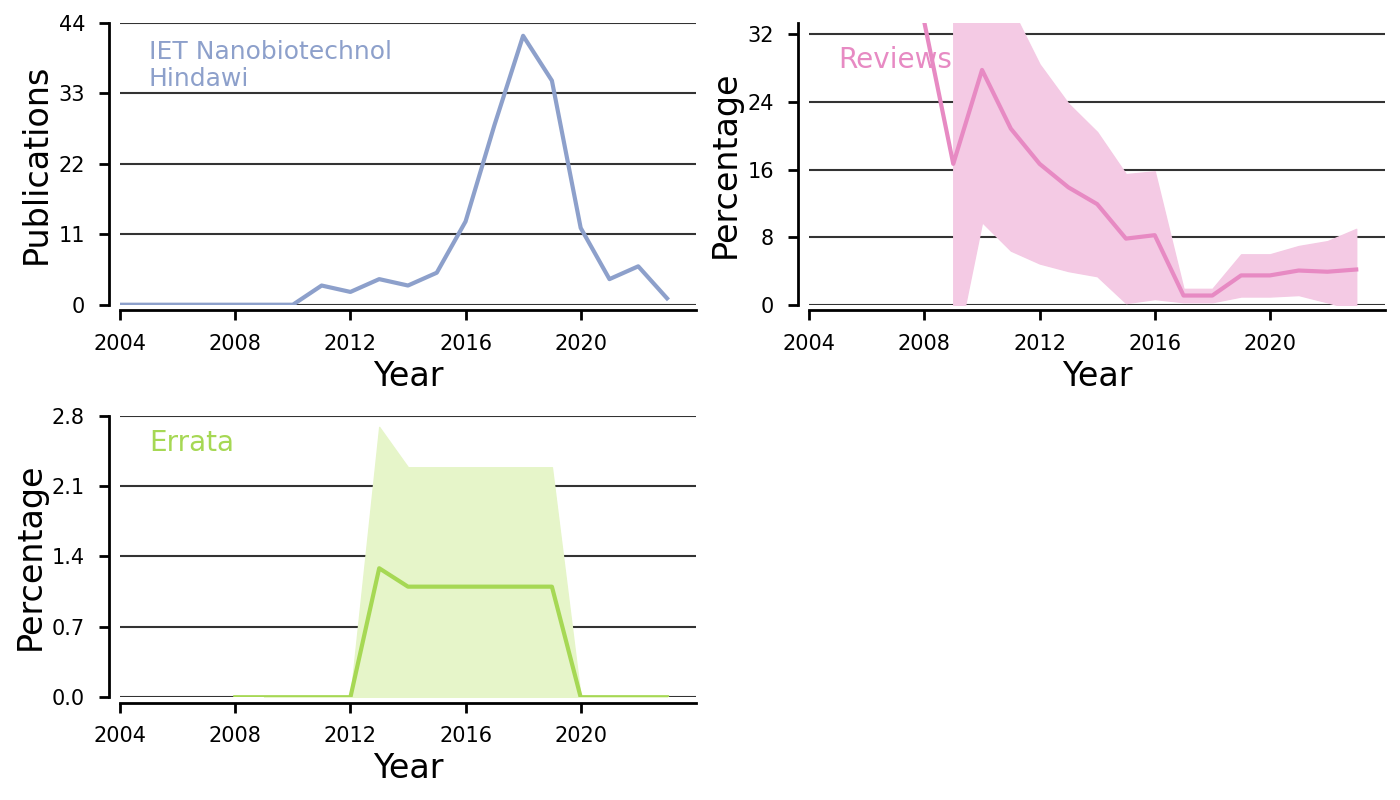 44
33
22
11
0
Publications
IET Nanobiotechnol
Hindawi
2004 2008 2012 2016 2020
Year
32
24
16
8
0
Percentage
Reviews
2004 2008 2012 2016 2020
Year
2.8
2.1
1.4
0.7
0.0
Percentage
Errata
2004 2008 2012 2016 2020
Year